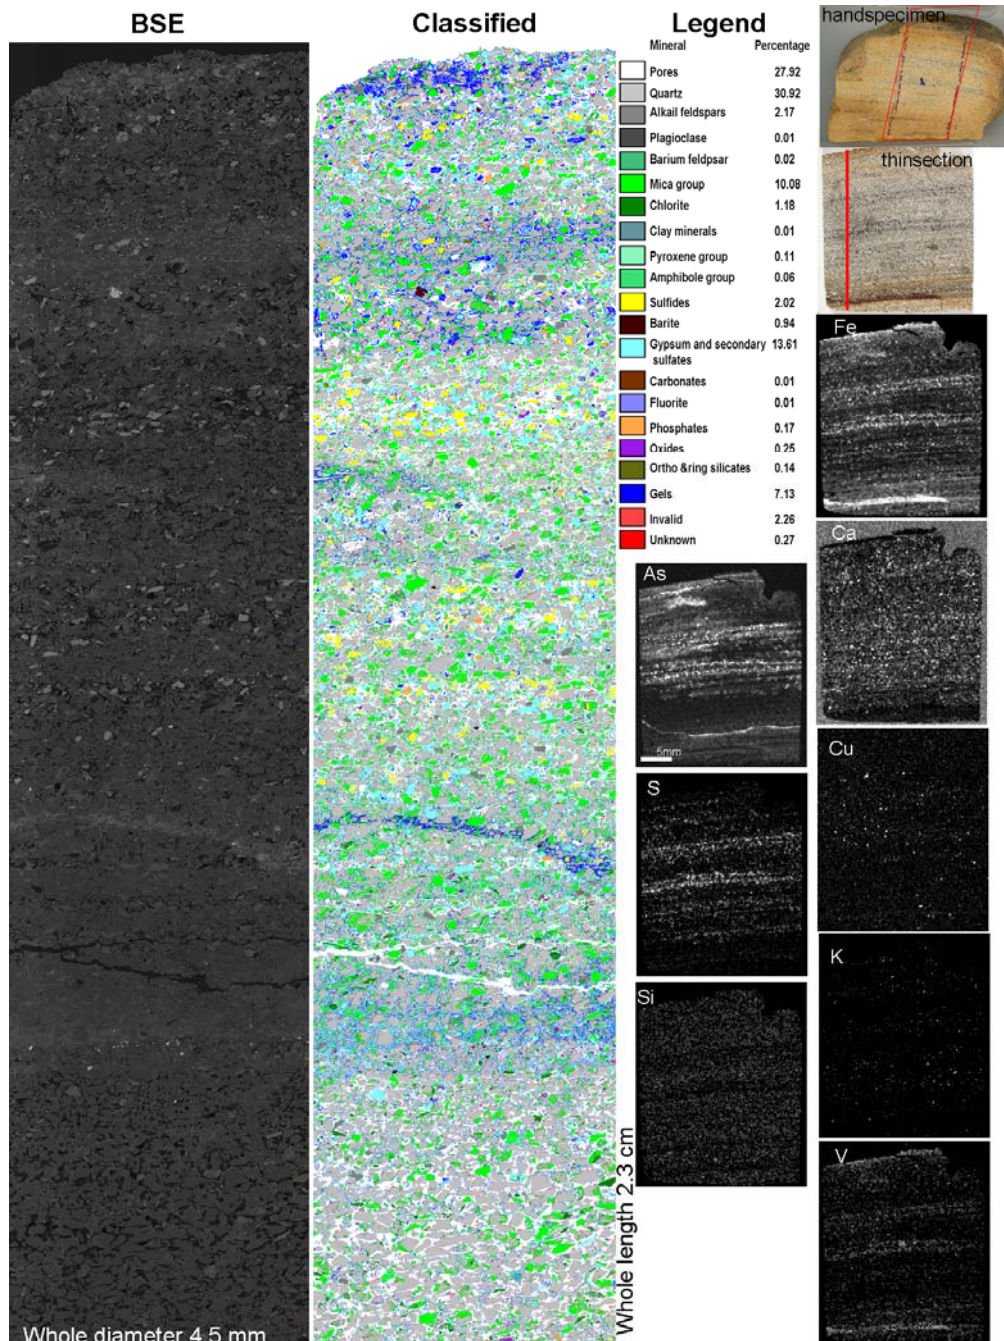 BSE
Classified
Legend
Mineral Percentage
Pores 27.92
Quartz 30.92
Alkail feldspars 2.17
Plagioclase 0.01
Barium feldpsar 0.02
Mica group 10.08
Chlorite 1.18
Clay minerals 0.01
Pyroxene group 0.11
Amphibole group 0.06
Sulfides 2.02
Barite 0.94
Gypsum and secondary 13.61
sulfates
Carbonates 0.01
Fluorite 0.01
Phosphates 0.17
Oxides 0.25
Ortho &ring silicates 0.14
Gels 7.13
Invalid 2.26
Unknown 0.27
handspecimen
thinsection
Fe
As
5mm
Ca
S
Cu
Si
K
V
Whole length 2.3 cm
Whole diameter 4.5 mm